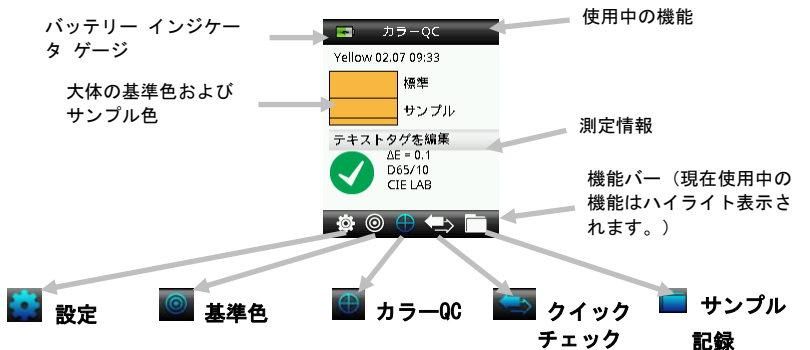 バッテリー インジケー
タ ゲージ
大体の基準色および
サンプル色
カラーQC
Yellow 02.07 09:33
標準
サンプル
テキストタグを編集
ΔE = 0.1
D65/10
CIE LAB
使用中の機能
測定情報
機能バー（現在使用中の
機能はハイライト表示さ
れます。）
設定
基準色
カラーQC
クイック
チェック
サンプル
記録